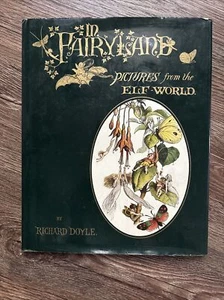 IN
FAIRYLAND
PICTURES from the
ELF-WORLD.
BY
RICHARD DOYLE.